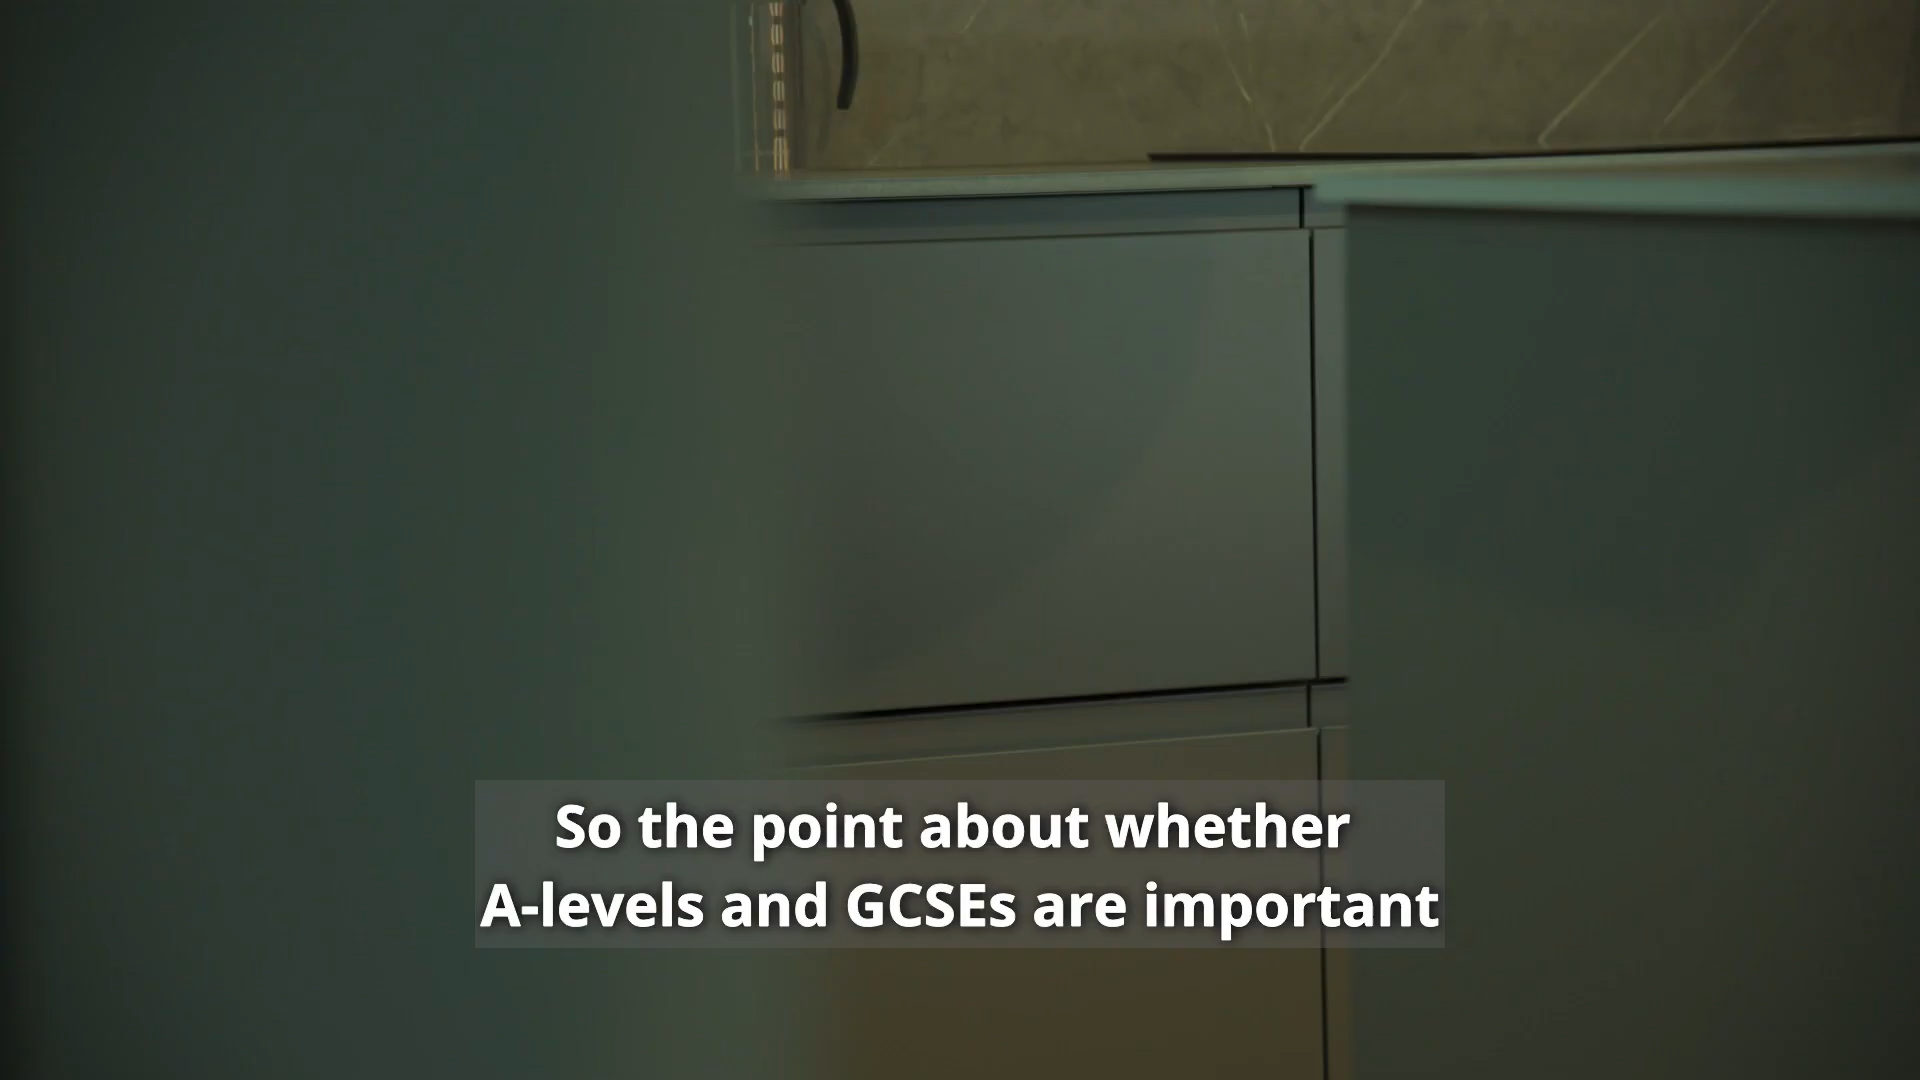 So the point about whether
A-levels and GCSEs are important